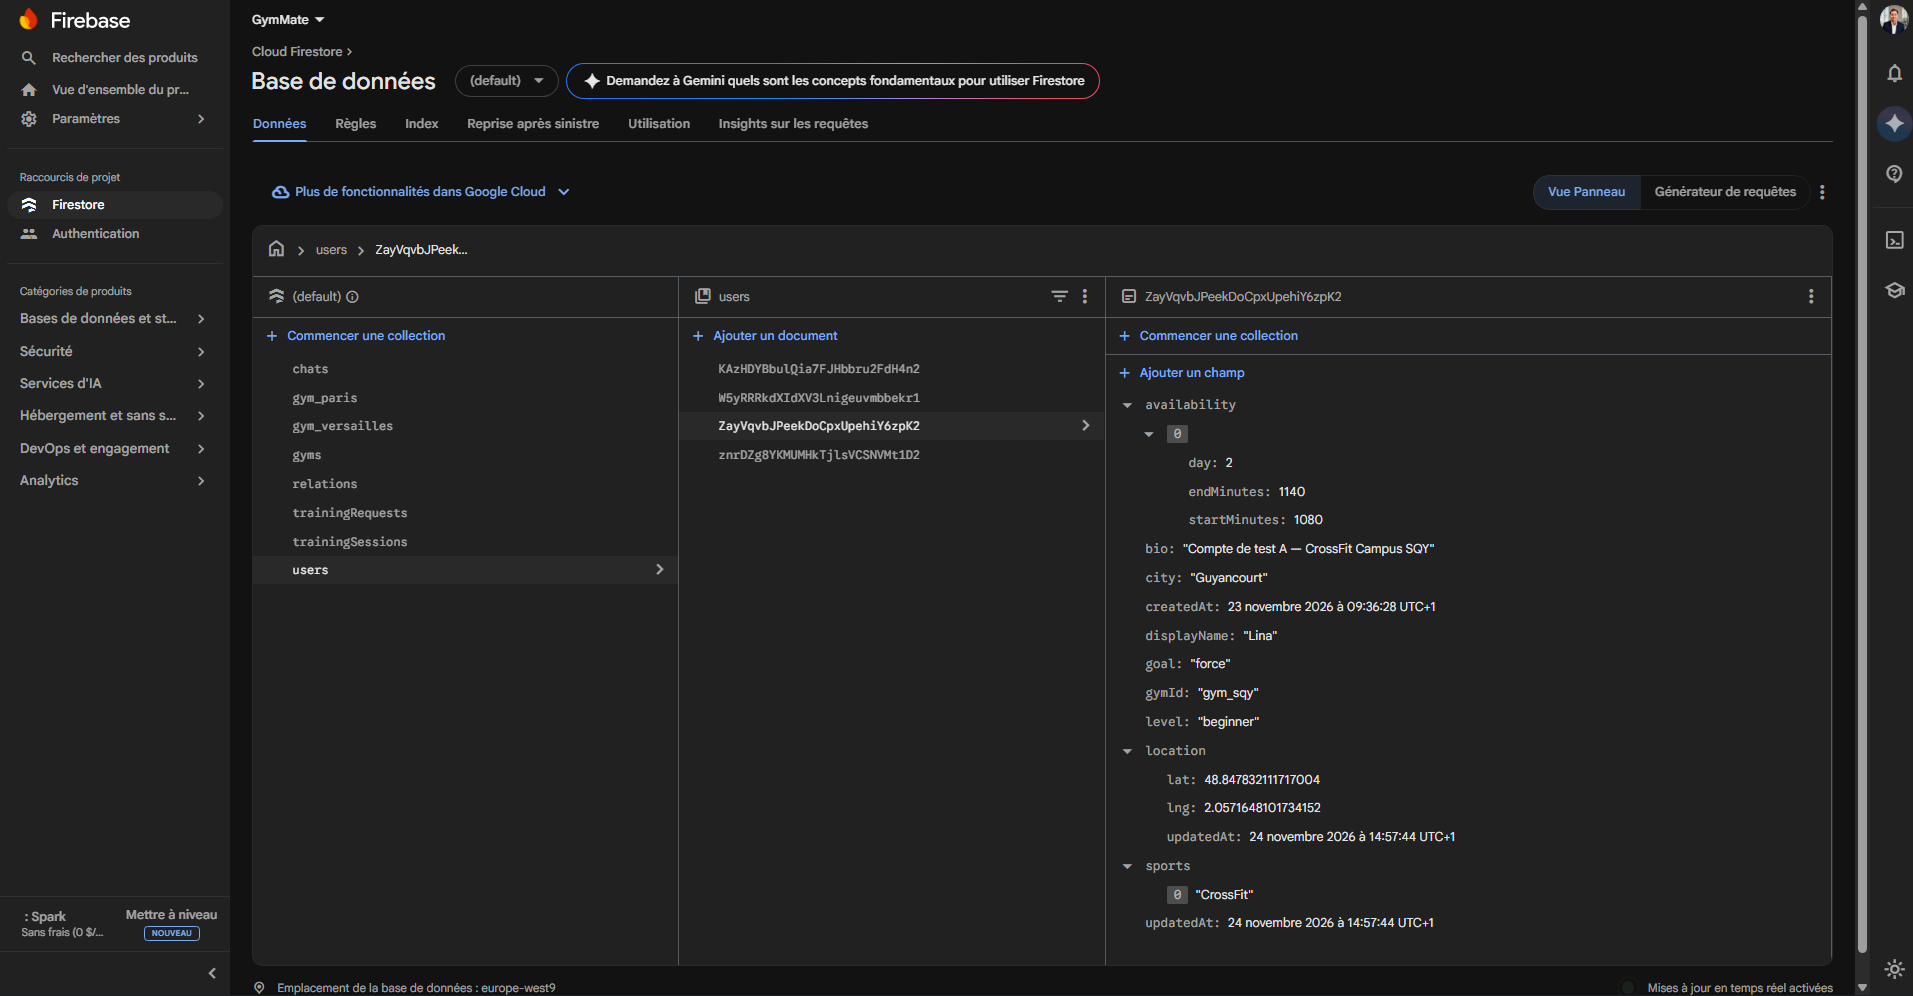 Firebase
Rechercher des produits
Vue d'ensemble du pr...
Paramètres
Raccourcis de projet
Firestore
Authentication
Catégories de produits
Bases de données et st...
Sécurité
Services d'IA
Hébergement et sans s...
DevOps et engagement
Analytics
: Spark
Sans frais (0 $/...
Mettre à niveau
NOUVEAU
GymMate
Cloud Firestore
Base de données
(default)
Demandez à Gemini quels sont les concepts fondamentaux pour utiliser Firestore
Données Règles Index Reprise après sinistre Utilisation Insights sur les requêtes
Plus de fonctionnalités dans Google Cloud
Vue Panneau Générateur de requêtes
users ZayVqvbJPeek...
(default)
Commencer une collection
chats
gym_paris
gym_versailles
gyms
relations
trainingRequests
trainingSessions
users
users
Ajouter un document
KAzHDYBbulQia7FJHbbru2FdH4n2
W5yRRRkdXIdXV3Lnigeuvmbbekr1
ZayVqvbJPeekDoCpxUpehiY6zpK2
znrDZg8YKMUMHkTjlsVCSNVMt1D2
ZayVqvbJPeekDoCpxUpehiY6zpK2
Commencer une collection
Ajouter un champ
availability
0
day: 2
endMinutes: 1140
startMinutes: 1080
bio: "Compte de test A — CrossFit Campus SQY"
city: "Guyancourt"
createdAt: 23 novembre 2026 à 09:36:28 UTC+1
displayName: "Lina"
goal: "force"
gymId: "gym_sqy"
level: "beginner"
location
lat: 48.847832111717004
lng: 2.0571648101734152
updatedAt: 24 novembre 2026 à 14:57:44 UTC+1
sports
0 "CrossFit"
updatedAt: 24 novembre 2026 à 14:57:44 UTC+1
Emplacement de la base de données : europe-west9
Mises à jour en temps réel activées